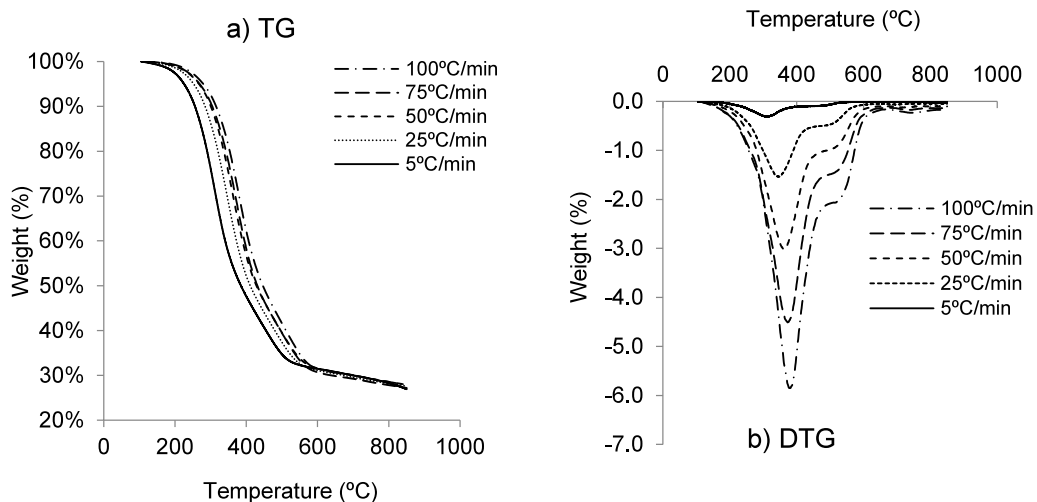 a) TG
100%
90%
80%
70%
60%
50%
40%
30%
20%
Weight (%)
0 200 400 600 800 1000
Temperature (ºC)
100ºC/min
75ºC/min
50ºC/min
25ºC/min
5ºC/min
Temperature (ºC)
0 200 400 600 800 1000
0.0
-1.0
-2.0
-3.0
-4.0
-5.0
-6.0
-7.0
Weight (%)
100ºC/min
75ºC/min
50ºC/min
25ºC/min
5ºC/min
b) DTG